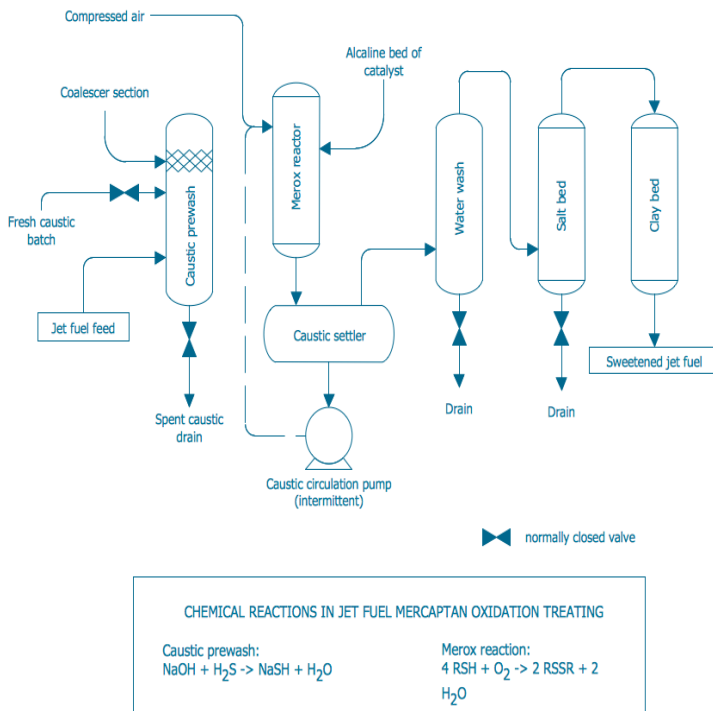 Compressed air
Alcaline bed of
catalyst
Coalescer section
Merox reactor
Caustic prewash
Water wash
Salt bed
Clay bed
Fresh caustic
batch
Jet fuel feed
Caustic settler
Sweetened jet fuel
Spent caustic
drain
Drain
Drain
Caustic circulation pump
(intermittent)
normally closed valve
CHEMICAL REACTIONS IN JET FUEL MERCAPTAN OXIDATION TREATING
Caustic prewash:
NaOH + H₂S -> NaSH + H₂O
Merox reaction:
4 RSH + O₂ -> 2 RSSR + 2
H₂O